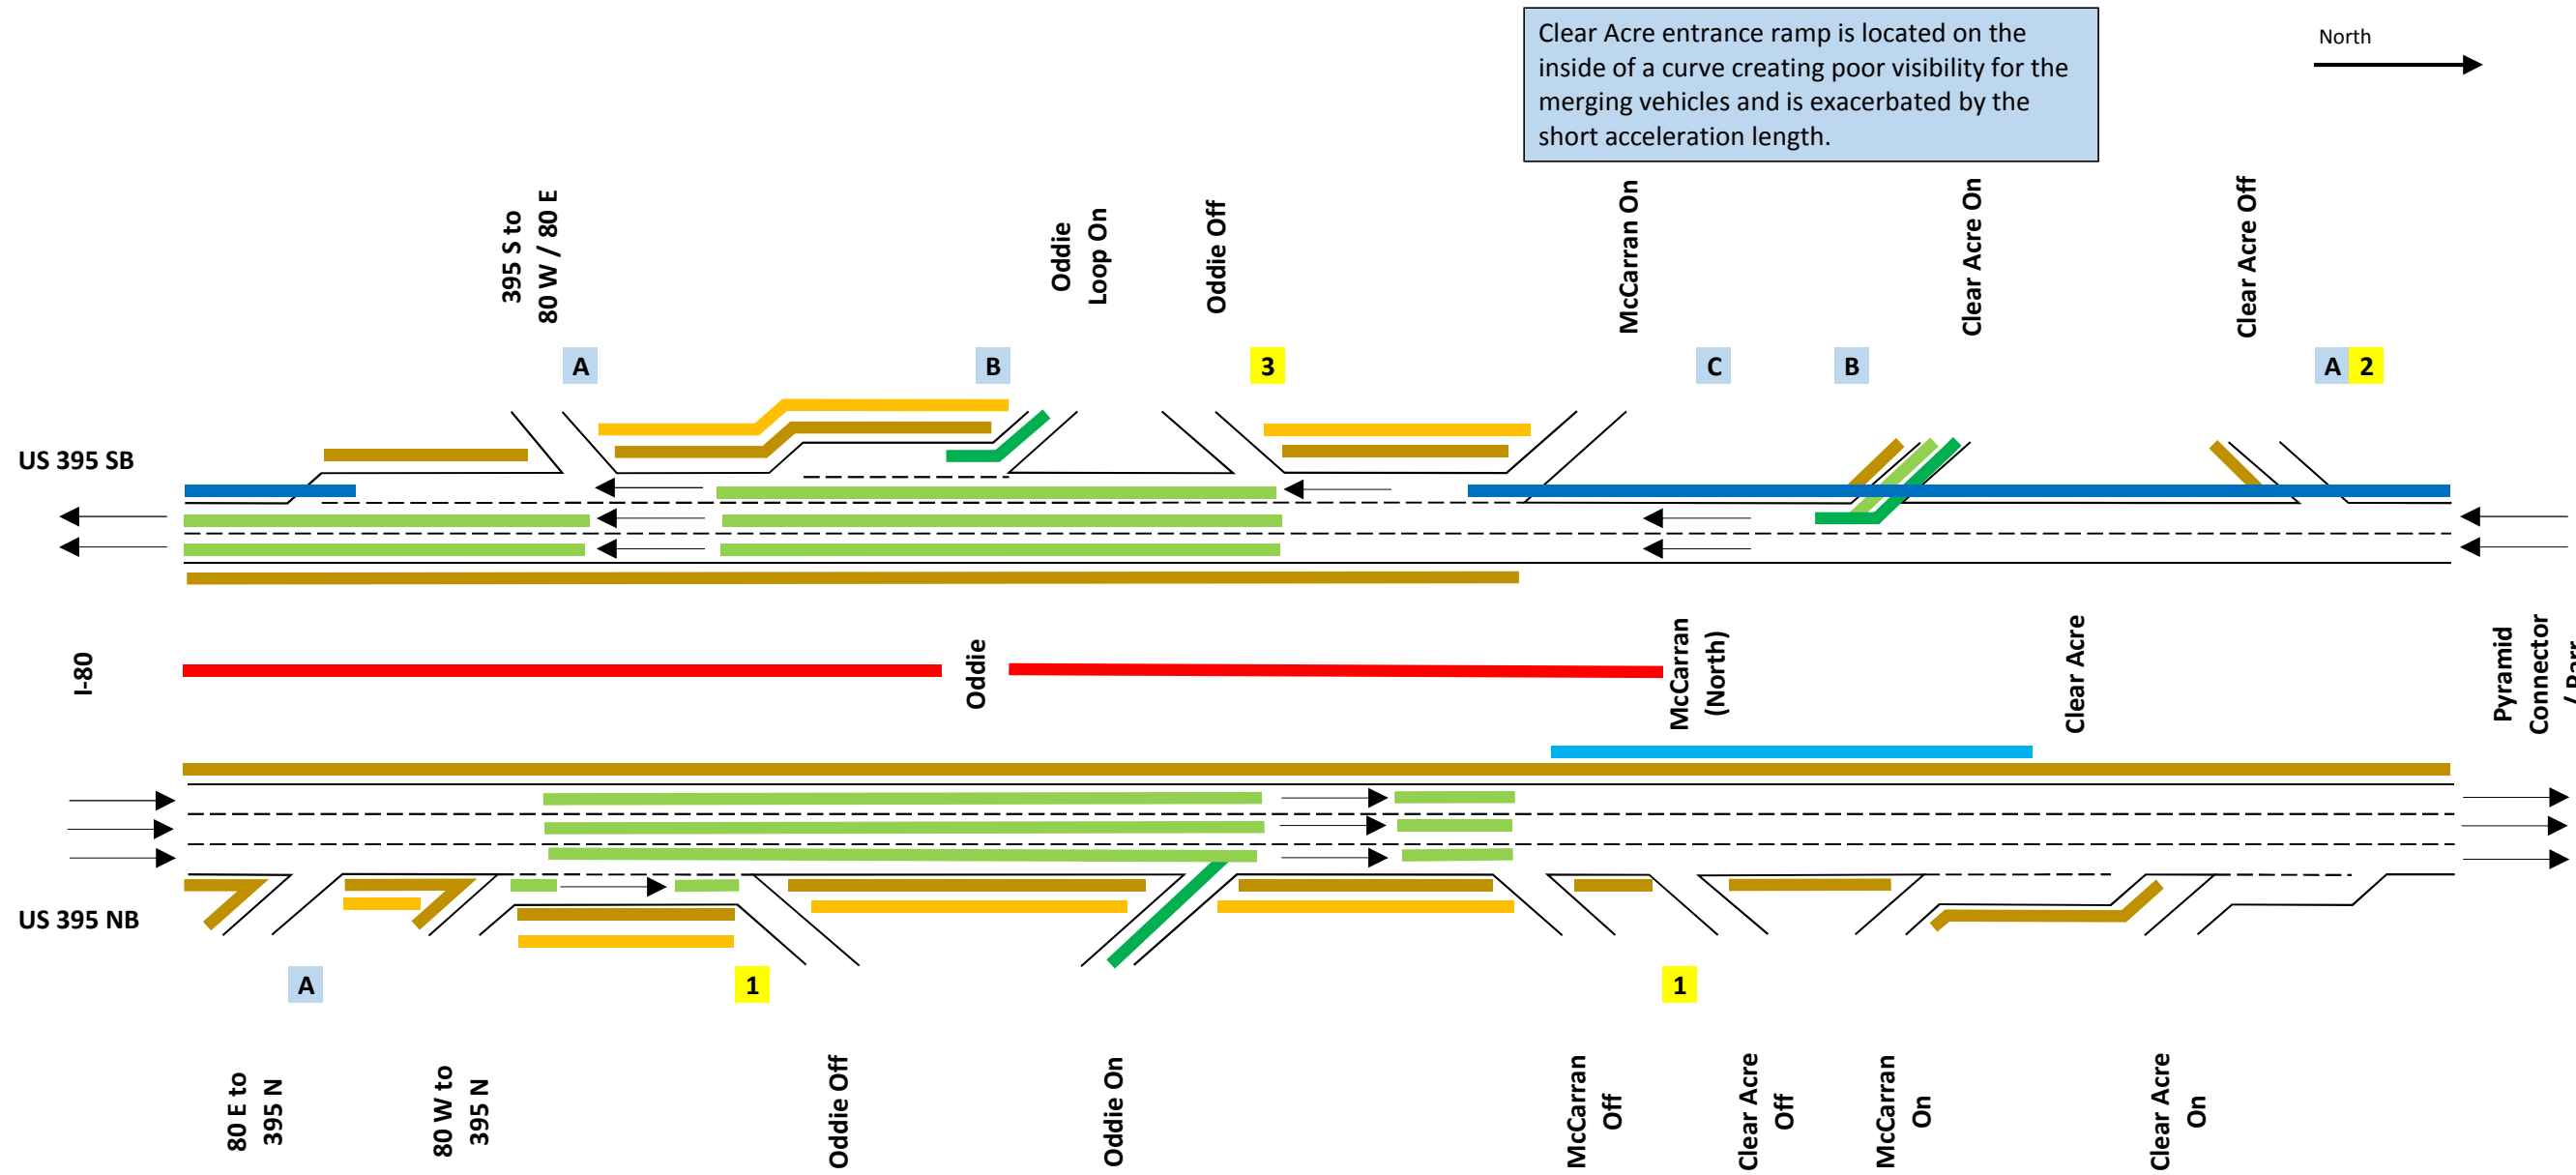 Clear Acre entrance ramp is located on the
inside of a curve creating poor visibility for the
merging vehicles and is exacerbated by the
short acceleration length.
North
395 S to
80 W / 80 E
Oddie
Loop On
Oddie Off
McCarran On
Clear Acre On
Clear Acre Off
A
B
3
C
B
A
2
US 395 SB
I-80
Oddie
McCarran
(North)
Clear Acre
Pyramid
Connector
/ Parr
US 395 NB
A
1
1
80 E to
395 N
80 W to
395 N
Oddie Off
Oddie On
McCarran
Off
Clear Acre
Off
McCarran
On
Clear Acre
On